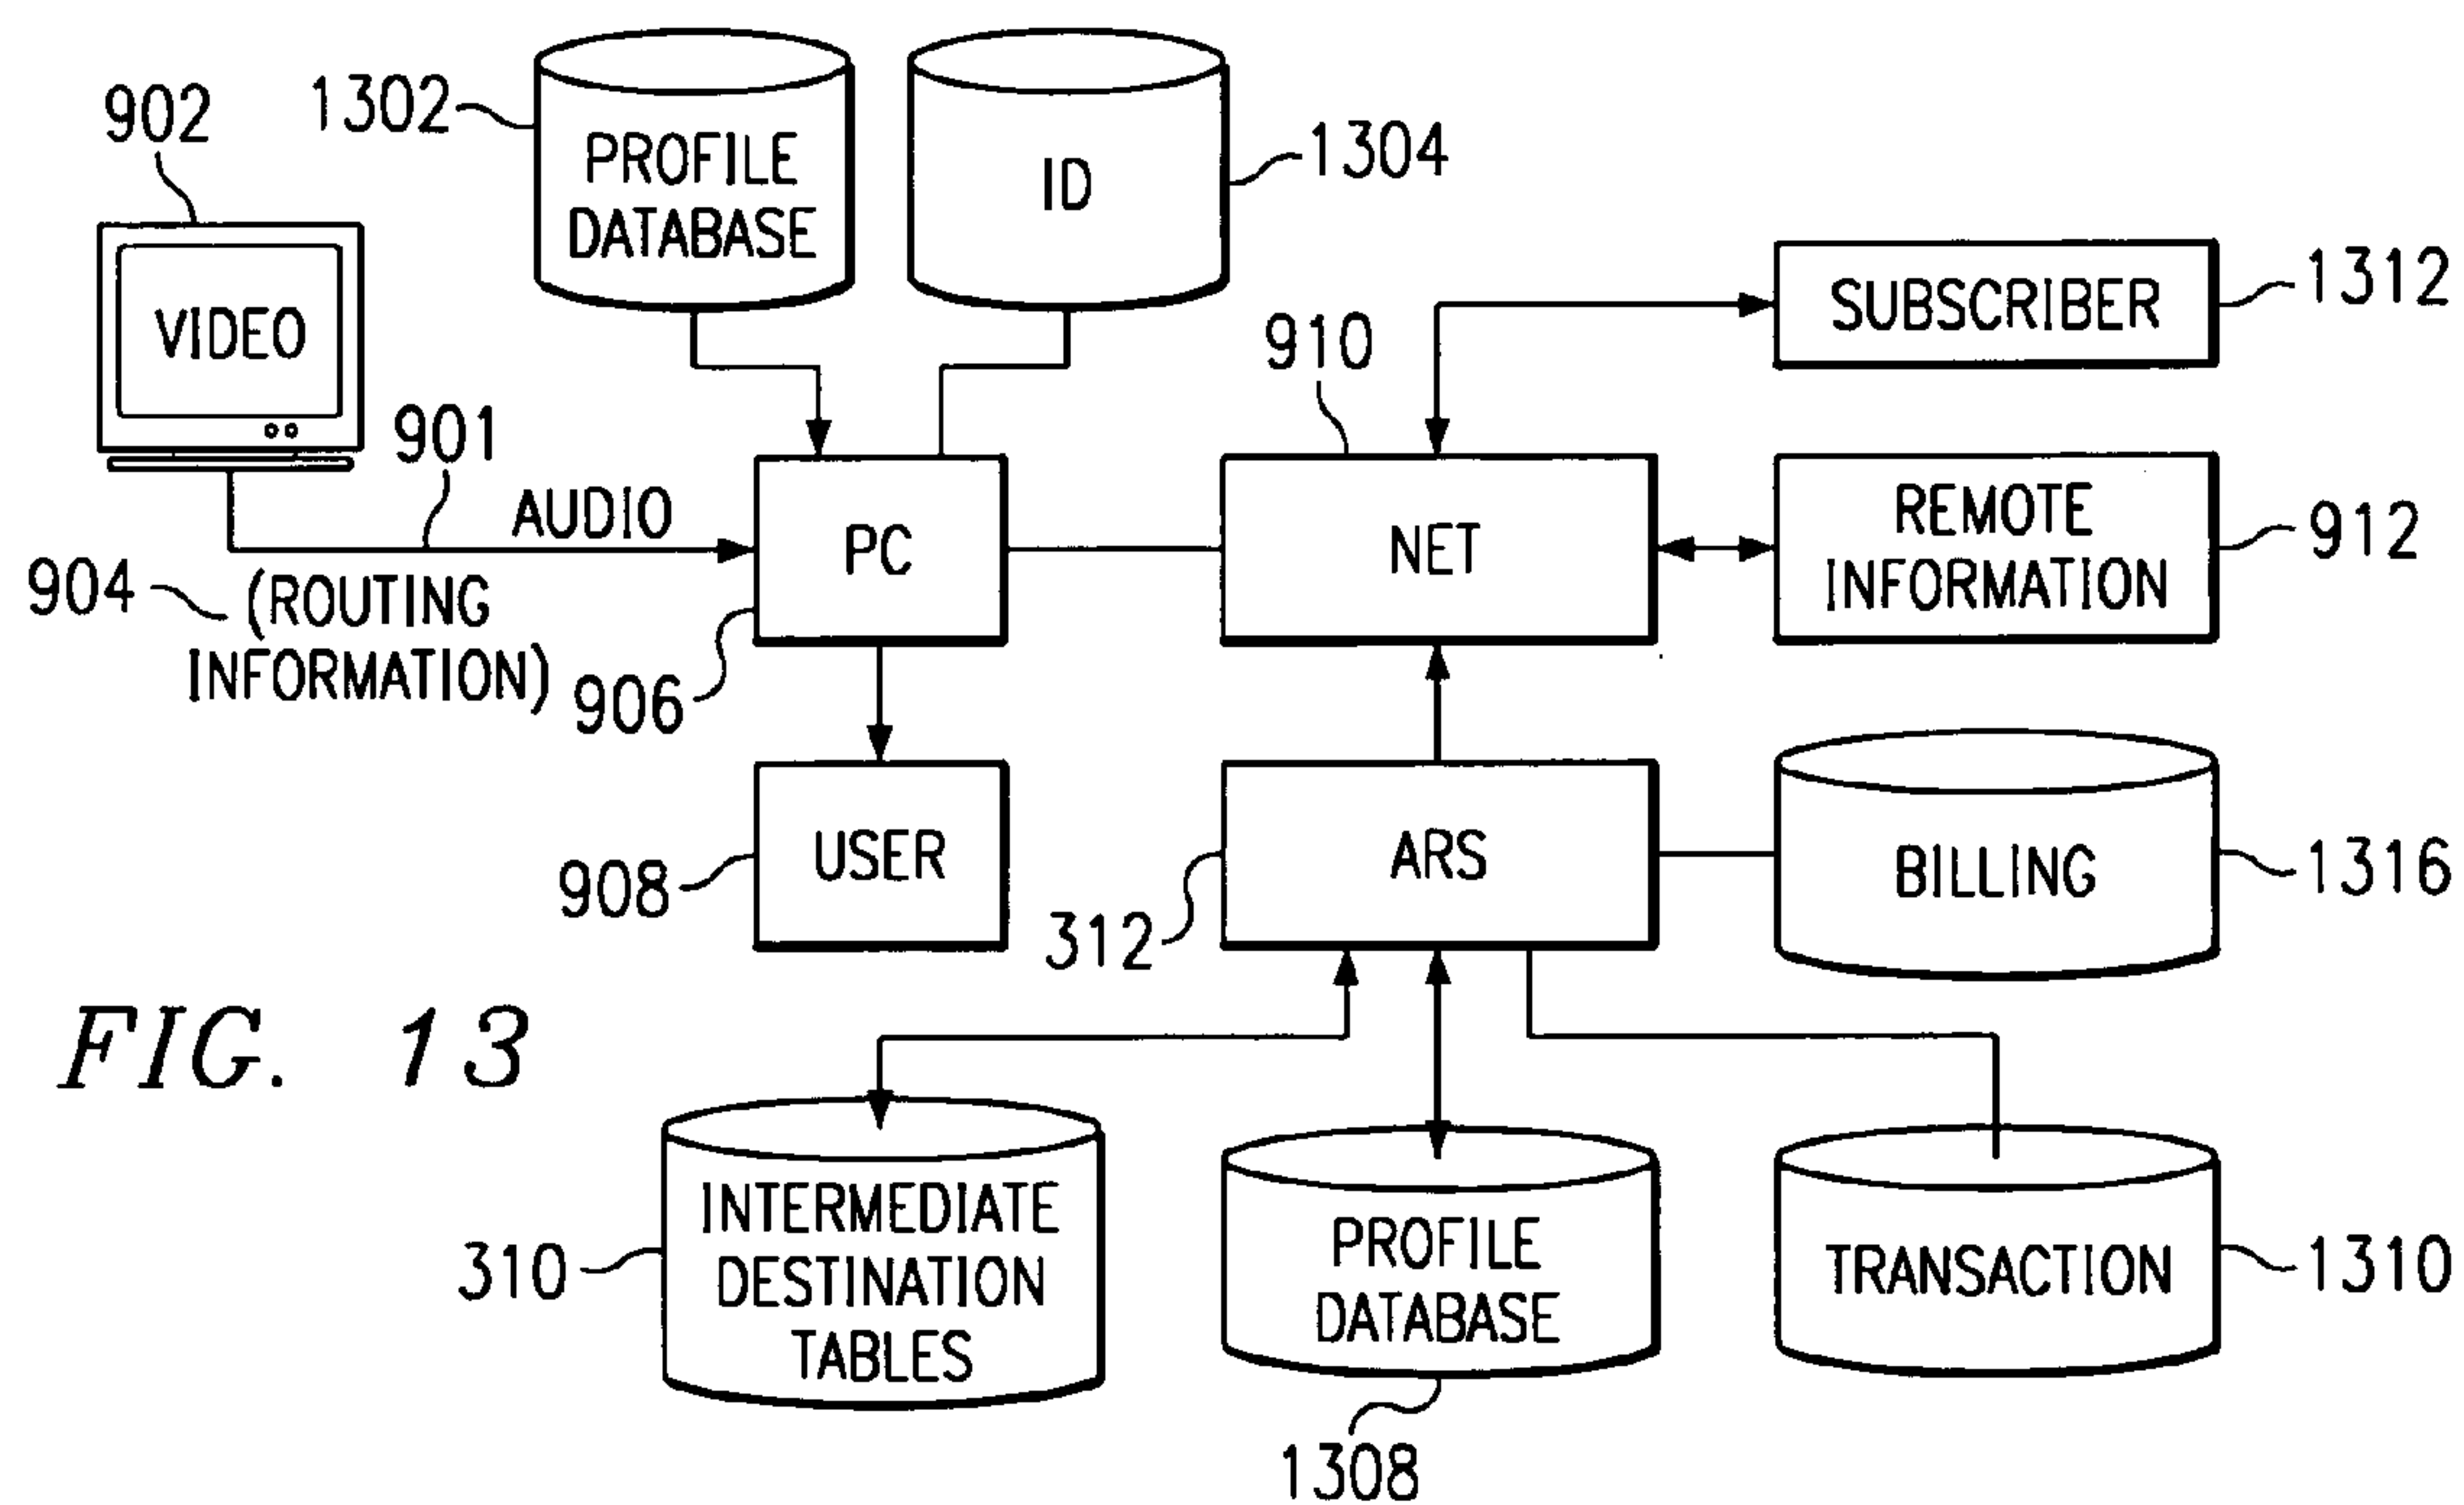 902
1302
PROFILE
DATABASE
ID
1304
VIDEO
901
AUDIO
904
(ROUTING
INFORMATION)
PC
906
910
NET
SUBSCRIBER
1312
REMOTE
INFORMATION
912
USER
908
ARS
312
BILLING
1316
FIG. 13
INTERMEDIATE
DESTINATION
TABLES
310
PROFILE
DATABASE
1308
TRANSACTION
1310